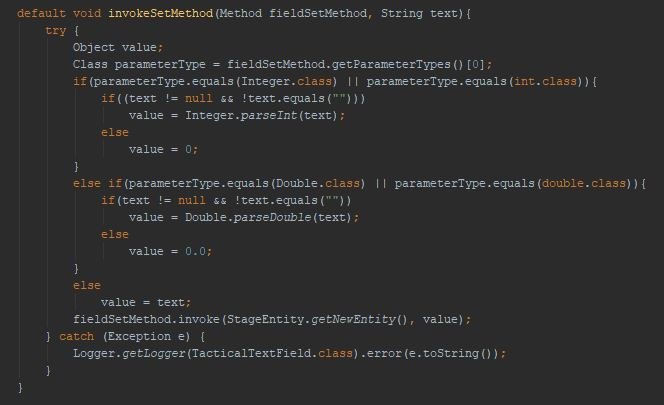 default void invokeSetMethod(Method fieldSetMethod, String text){
try {
Object value;
Class parameterType = fieldSetMethod.getParameterTypes()[0];
if(parameterType.equals(Integer.class) || parameterType.equals(int.class)){
if((text != null && !text.equals("")))
value = Integer.parseInt(text);
else
value = 0;
}
else if(parameterType.equals(Double.class) || parameterType.equals(double.class)){
if(text != null && !text.equals(""))
value = Double.parseDouble(text);
else
value = 0.0;
}
else
value = text;
fieldSetMethod.invoke(StageEntity.getNewEntity(), value);
} catch (Exception e) {
Logger.getLogger(TacticalTextField.class).error(e.toString());
}
}